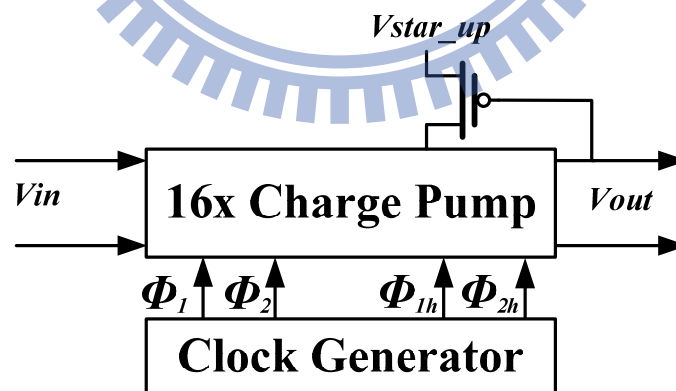 Vstar_up
Vin
16x Charge Pump
Vout
Φ1 Φ2 Φ1h Φ2h
Clock Generator